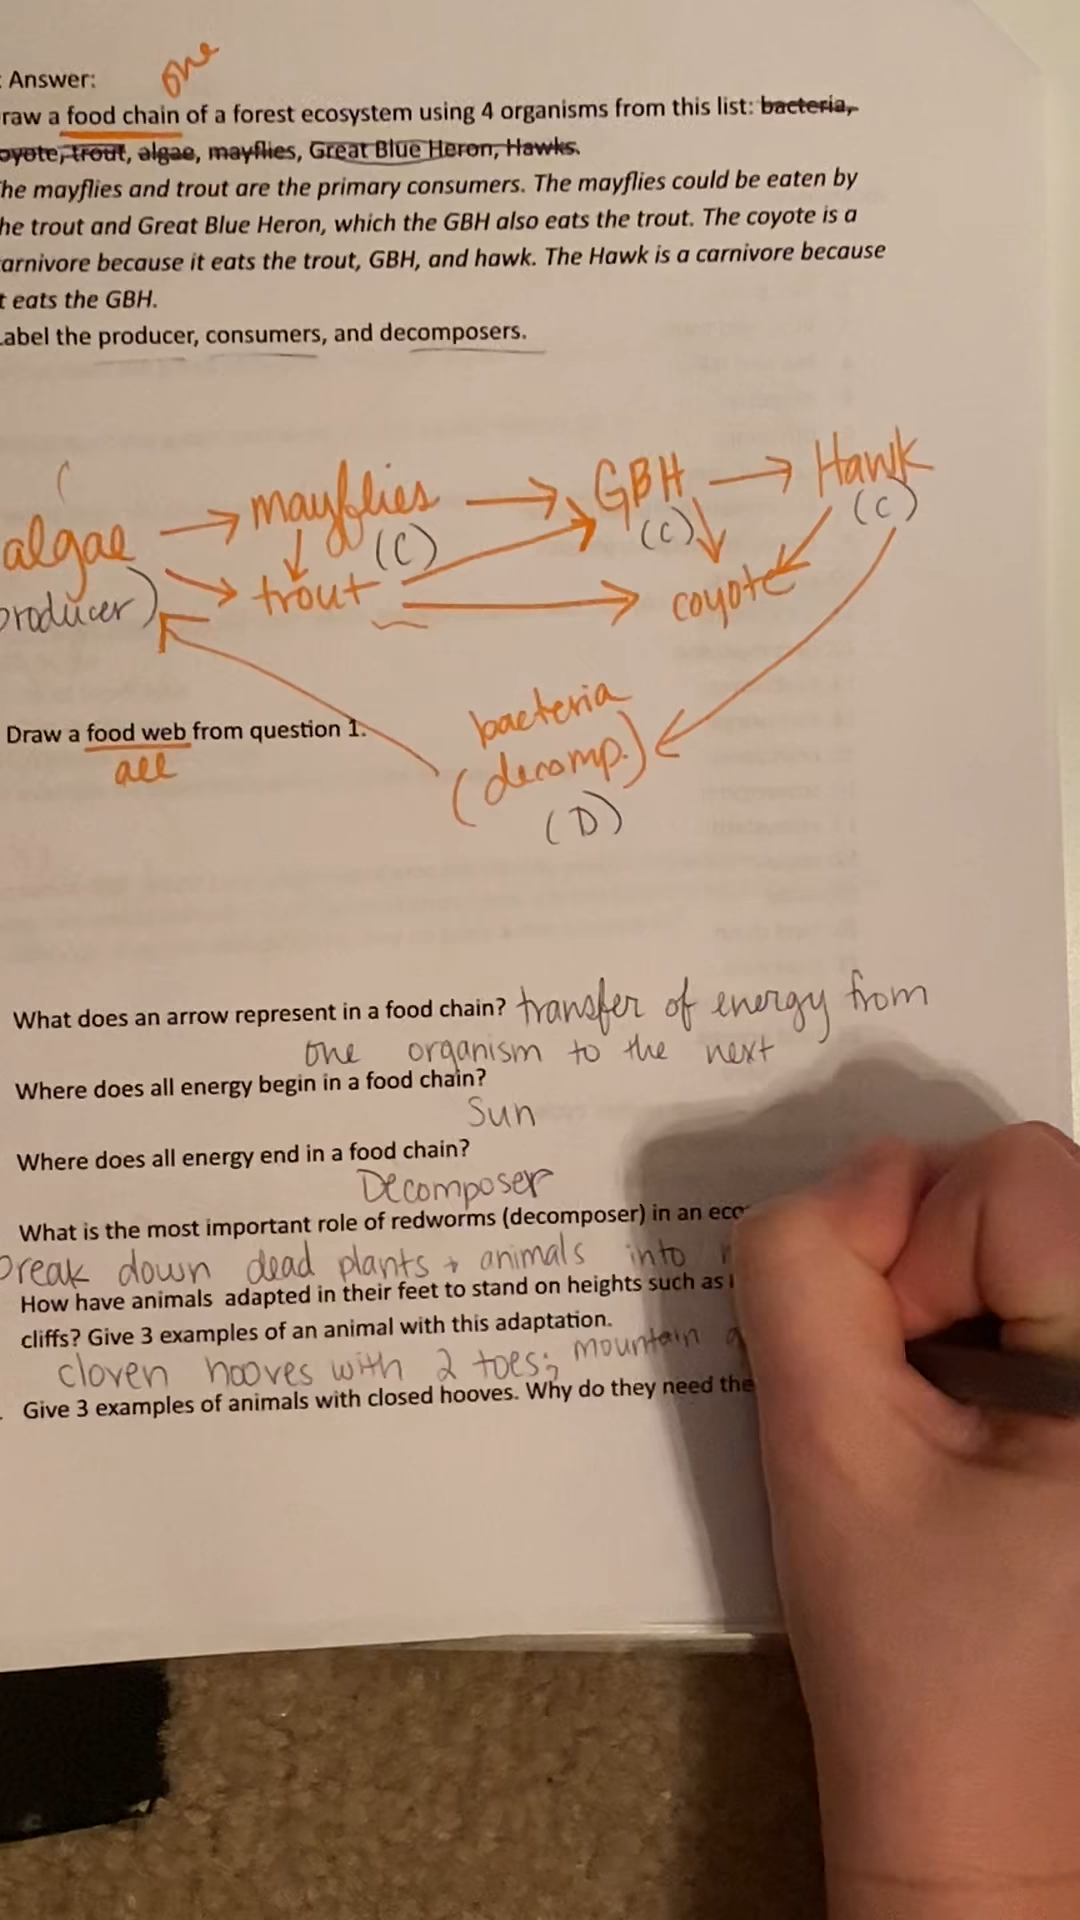 one
: Answer:
raw a food chain of a forest ecosystem using 4 organisms from this list: bacteria,
oyote, trout, algae, mayflies, Great Blue Heron, Hawks.
he mayflies and trout are the primary consumers. The mayflies could be eaten by
he trout and Great Blue Heron, which the GBH also eats the trout. The coyote is a
arnivore because it eats the trout, GBH, and hawk. The Hawk is a carnivore because
t eats the GBH.
Label the producer, consumers, and decomposers.
algae → mayflies → GBH → Hawk
(C) (C) (C)
producer) trout coyote
bacteria
Draw a food web from question 1.
all
(decomp.)
(D)
What does an arrow represent in a food chain? transfer of energy from
one organism to the next
Where does all energy begin in a food chain?
Sun
Where does all energy end in a food chain?
Decomposer
What is the most important role of redworms (decomposer) in an eco
break down dead plants + animals into
How have animals adapted in their feet to stand on heights such as
cliffs? Give 3 examples of an animal with this adaptation.
cloven hooves with 2 toes; mountain
Give 3 examples of animals with closed hooves. Why do they need the